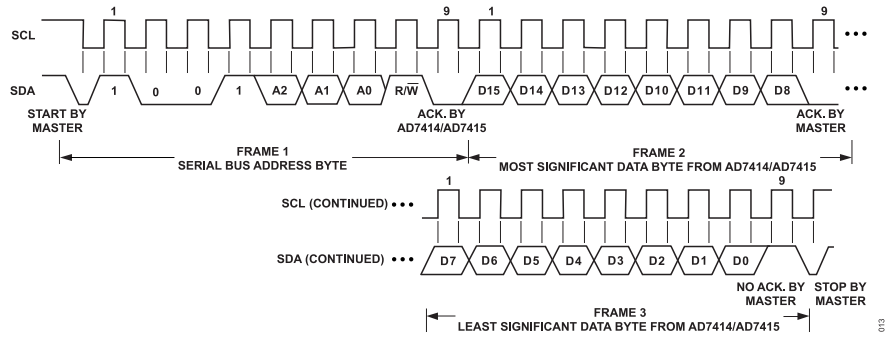 1 9 1 9
SCL
SDA 1 0 0 1 A2 A1 A0 R/W̅ D15 D14 D13 D12 D10 D11 D9 D8
START BY
MASTER
ACK. BY
AD7414/AD7415
ACK. BY
MASTER
FRAME 1
SERIAL BUS ADDRESS BYTE
FRAME 2
MOST SIGNIFICANT DATA BYTE FROM AD7414/AD7415
1 9
SCL (CONTINUED)
SDA (CONTINUED) D7 D6 D5 D4 D3 D2 D1 D0
NO ACK. BY
MASTER
STOP BY
MASTER
FRAME 3
LEAST SIGNIFICANT DATA BYTE FROM AD7414/AD7415
013